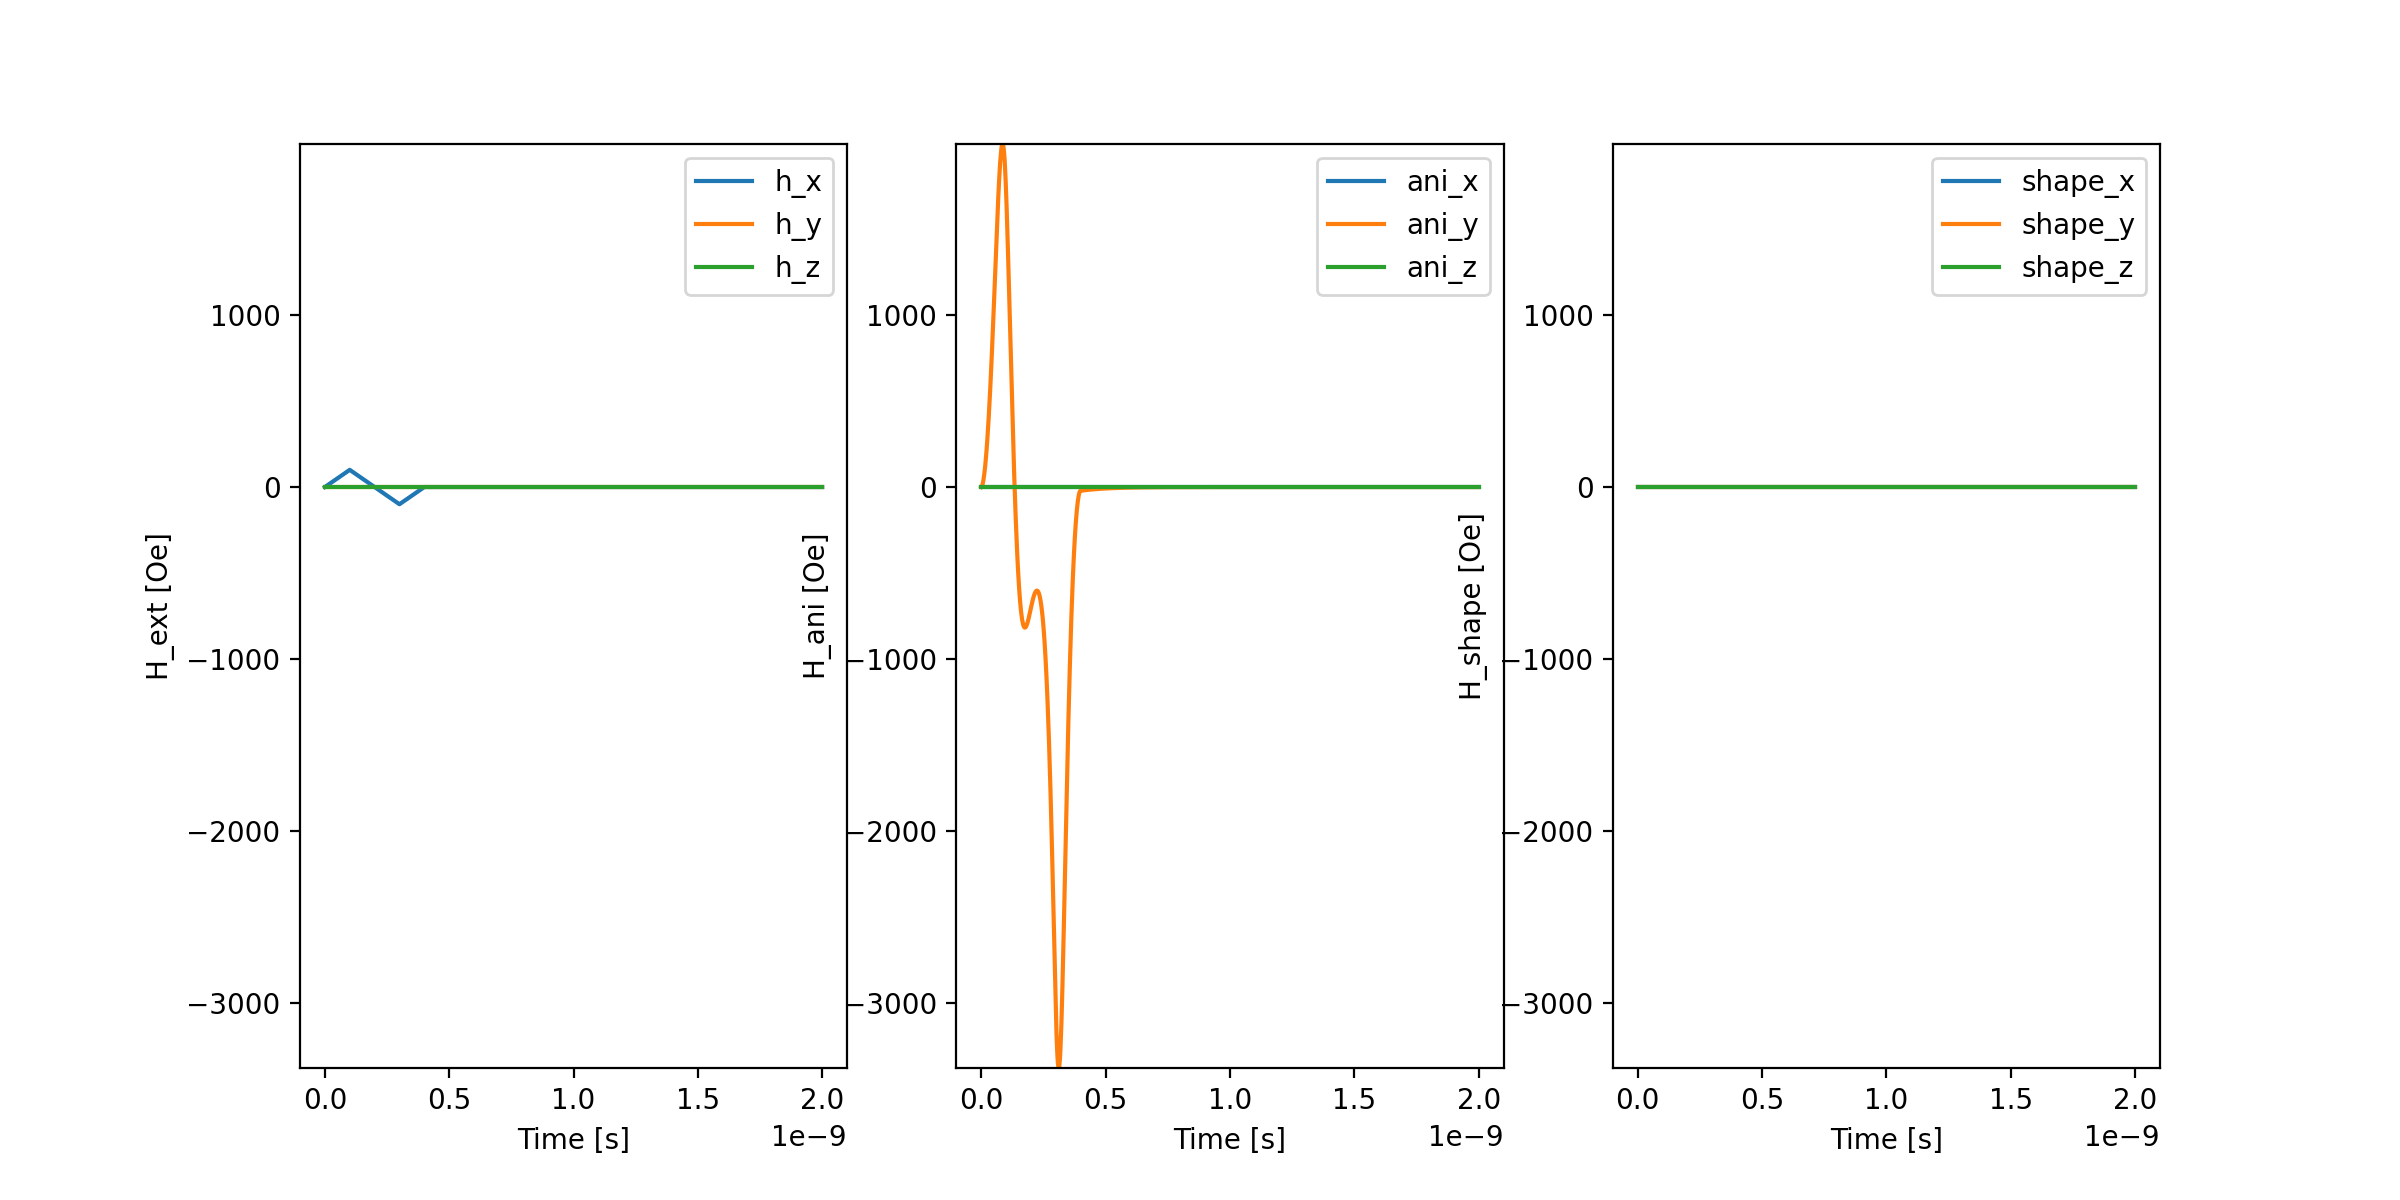 H_ext [Oe]
1000
0
−1000
−2000
−3000
h_x
h_y
h_z
0.0 0.5 1.0 1.5 2.0
Time [s]
1e−9
H_ani [Oe]
1000
0
−1000
−2000
−3000
ani_x
ani_y
ani_z
0.0 0.5 1.0 1.5 2.0
Time [s]
1e−9
H_shape [Oe]
1000
0
−1000
−2000
−3000
shape_x
shape_y
shape_z
0.0 0.5 1.0 1.5 2.0
Time [s]
1e−9